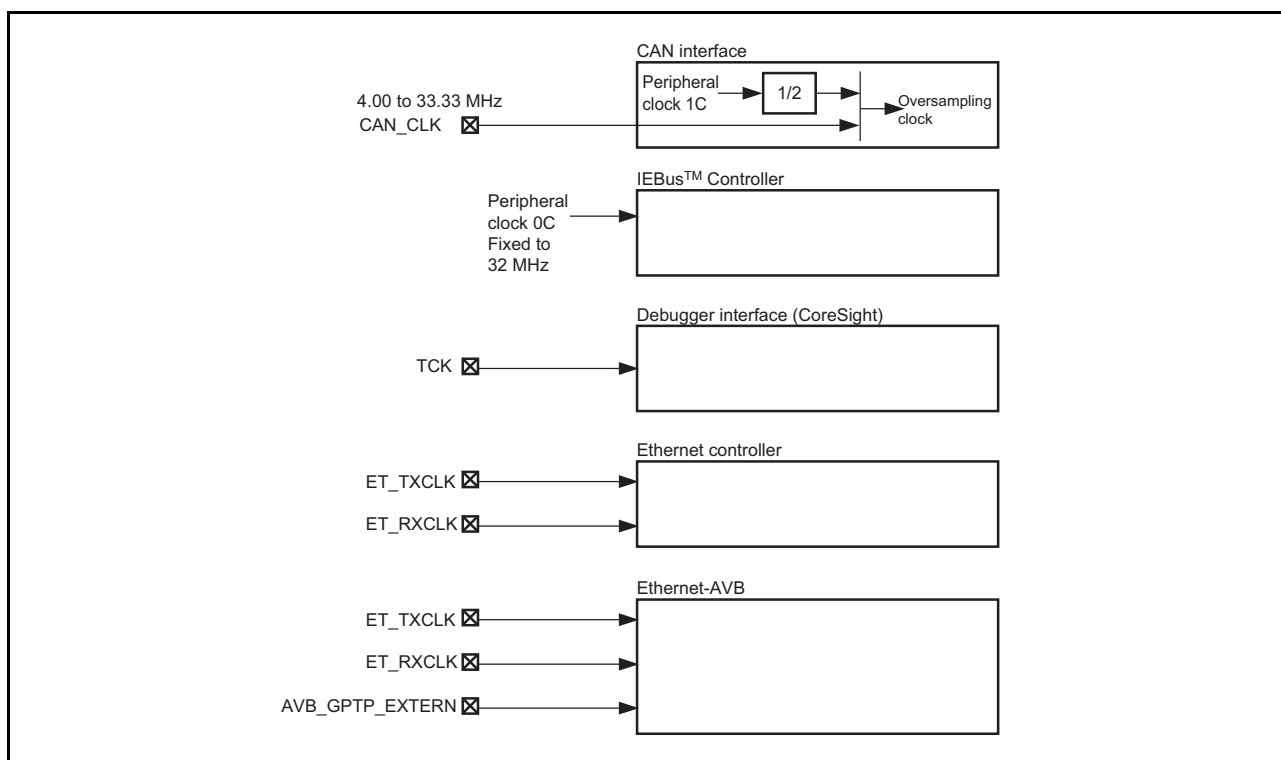 CAN interface
Peripheral
clock 1C
1/2
Oversampling
clock
4.00 to 33.33 MHz
CAN_CLK
IEBus™ Controller
Peripheral
clock 0C
Fixed to
32 MHz
Debugger interface (CoreSight)
TCK
Ethernet controller
ET_TXCLK
ET_RXCLK
Ethernet-AVB
ET_TXCLK
ET_RXCLK
AVB_GPTP_EXTERN